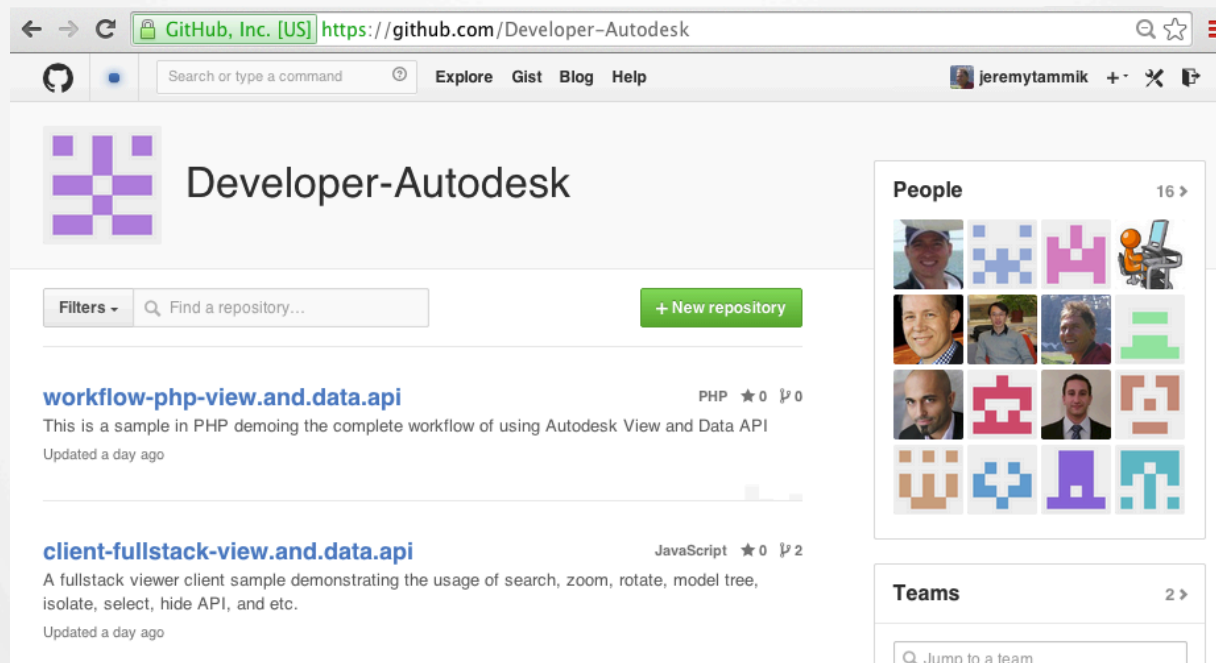 GitHub, Inc. [US] https://github.com/Developer-Autodesk
Search or type a command
Explore Gist Blog Help
jeremytammik
Developer-Autodesk
Filters
Find a repository...
+ New repository
workflow-php-view.and.data.api
PHP ★ 0 0
This is a sample in PHP demoing the complete workflow of using Autodesk View and Data API
Updated a day ago
client-fullstack-view.and.data.api
JavaScript ★ 0 2
A fullstack viewer client sample demonstrating the usage of search, zoom, rotate, model tree,
isolate, select, hide API, and etc.
Updated a day ago
People 16 >
Teams 2 >
Jump to a team